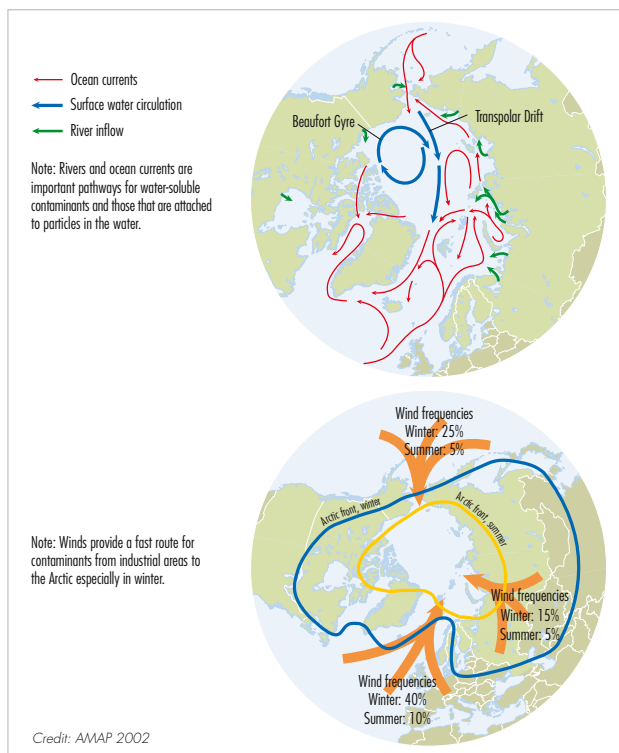 Ocean currents
Surface water circulation
River inflow
Note: Rivers and ocean currents are
important pathways for water-soluble
contaminants and those that are attached
to particles in the water.
Beaufort Gyre
Transpolar Drift
Wind frequencies
Winter: 25%
Summer: 5%
Arctic front, winter
Arctic front, summer
Note: Winds provide a fast route for
contaminants from industrial areas to
the Arctic especially in winter.
Wind frequencies
Winter: 15%
Summer: 5%
Wind frequencies
Winter: 40%
Summer: 10%
Credit: AMAP 2002